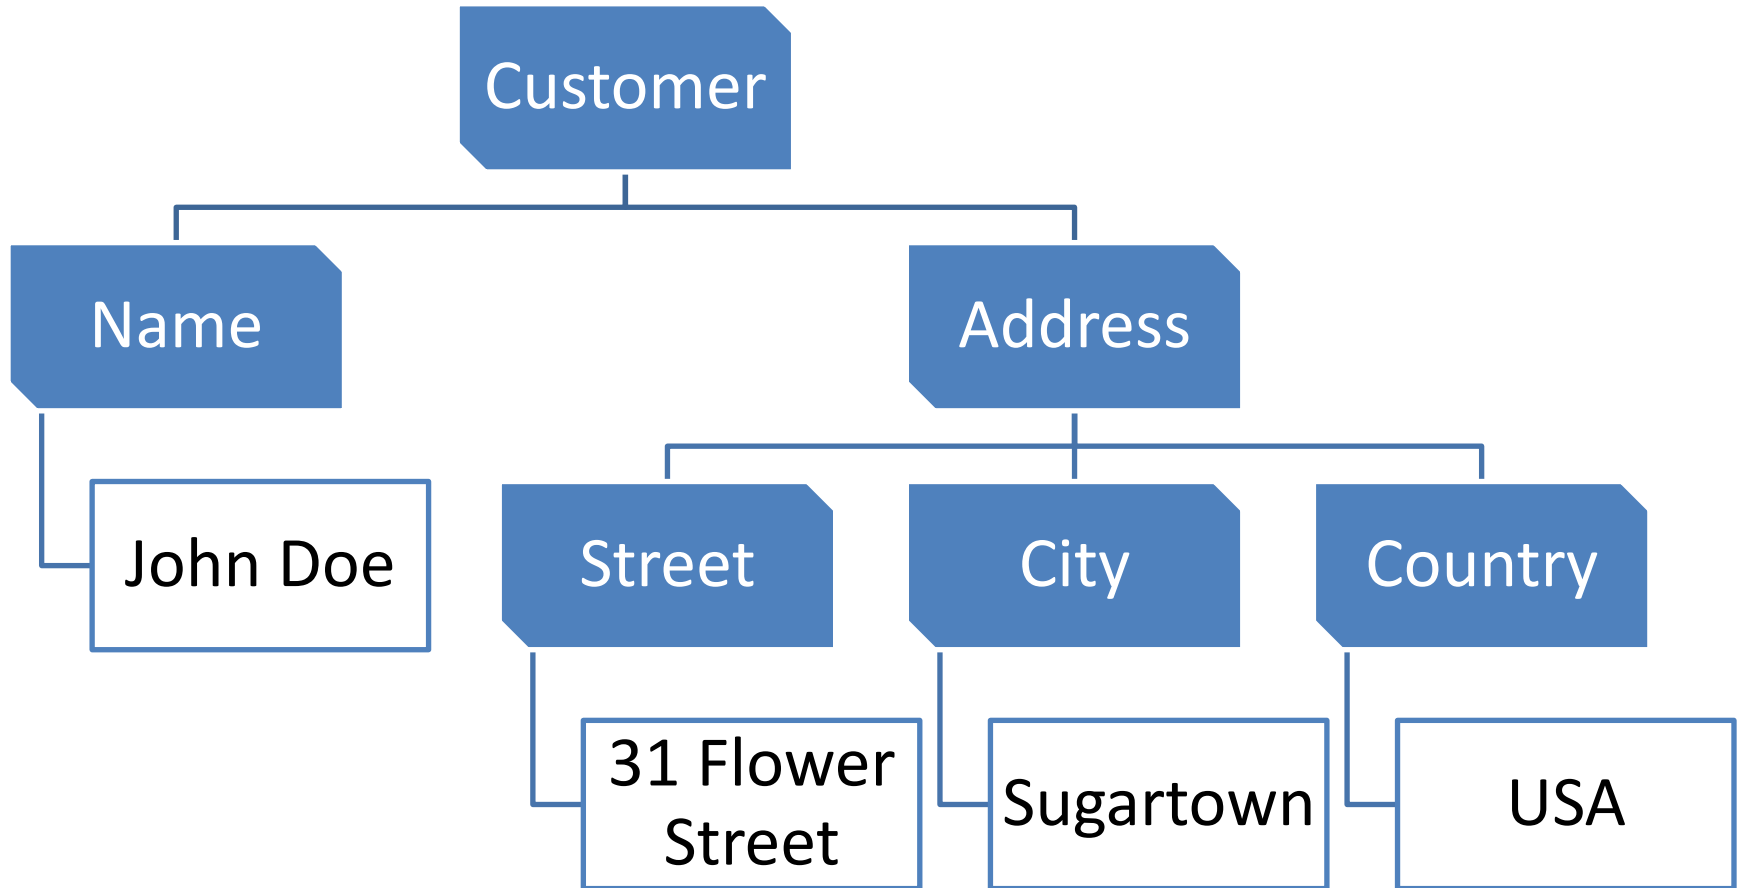 Customer
Name
Address
John Doe
Street
City
Country
31 Flower
Street
Sugartown
USA